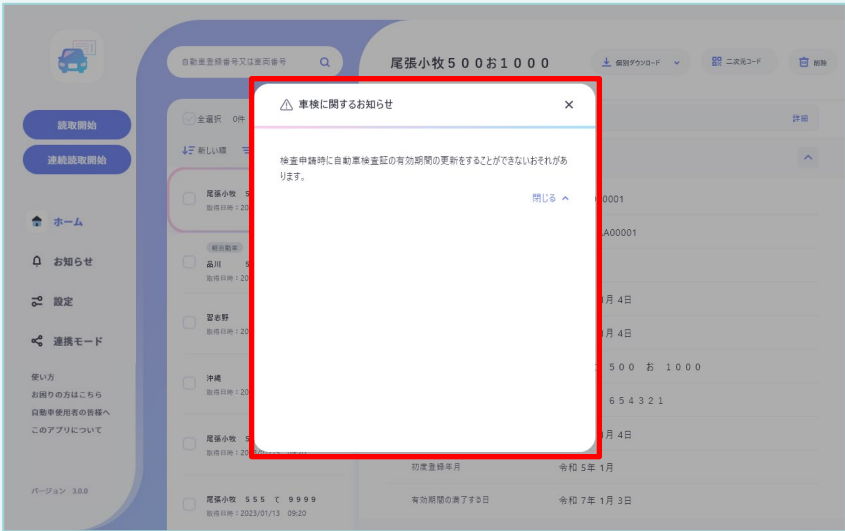 自動車登録番号又は車両番号
尾張小牧500お1000
個別ダウンロード
二次元コード
削除
読取開始
連続読取開始
ホーム
お知らせ
設定
連携モード
使い方
お困りの方はこちら
自動車使用者の皆様へ
このアプリについて
バージョン 3.0.0
全選択 0件
新しい順
尾張小牧 5
取得日時:20
軽自動車
品川 5
取得日時:20
習志野
取得日時:20
沖縄
取得日時:20
尾張小牧 5
尾張小牧 555 て 9999
取得日時:2023/01/13 09:20
車検に関するお知らせ
検査申請時に自動車検査証の有効期間の更新をすることができないおそれがあ
ります。
閉じる
詳細
0001
A00001
月 4日
月 4日
500 お 1000
654321
月 4日
初度登録年月 令和 5年 1月
有効期間の満了する日 令和 7年 1月 3日